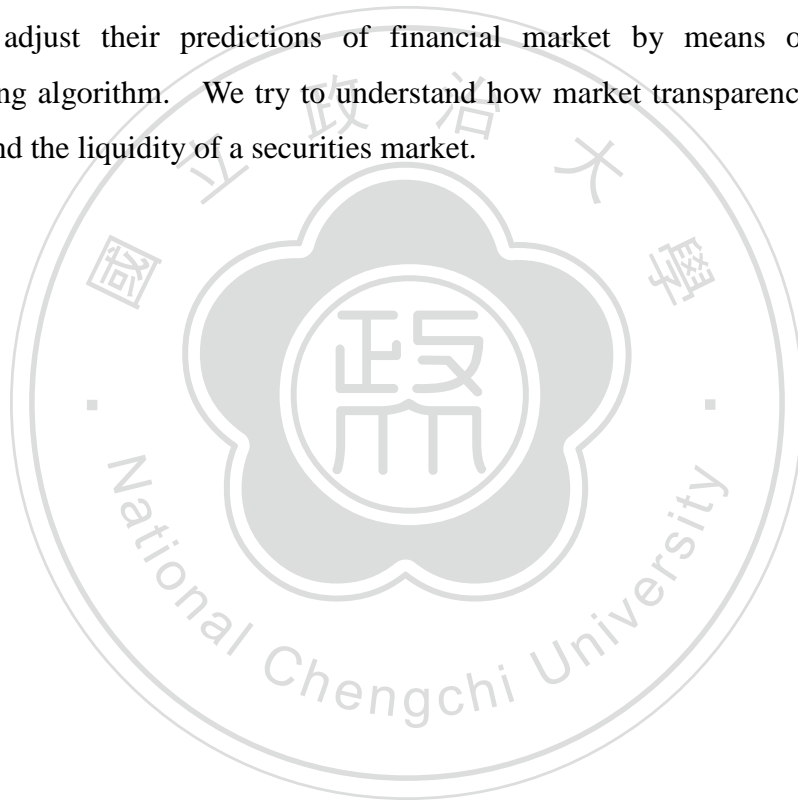 adjust their predictions of financial market by means o
ng algorithm. We try to understand how market transparenc
nd the liquidity of a securities market.
國立政治大學
政
National Chengchi University